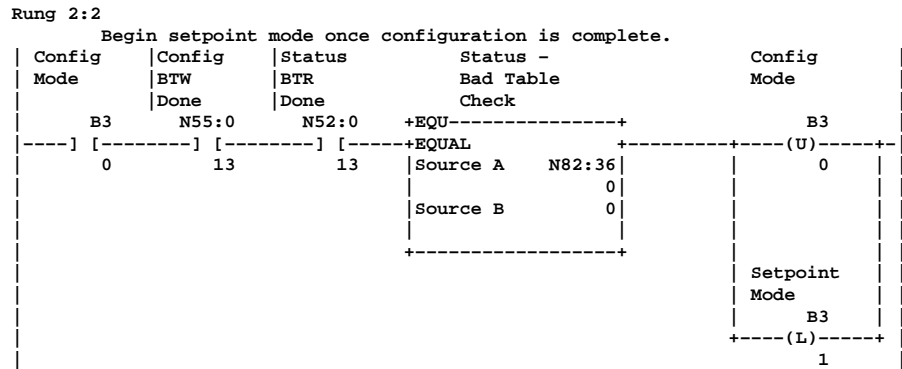 Rung 2:2
Begin setpoint mode once configuration is complete.
| Config |Config |Status Status – Config |
| Mode |BTW |BTR Bad Table Mode |
| |Done |Done Check |
| B3 N55:0 N52:0 +EQU–––––––––––––––+ B3 |
|––––] [––––––––] [––––––––] [–––––+EQUAL +––––––––––+––––(U)–––––+–|
| 0 13 13 |Source A N82:36| | 0 | |
| | 0| | | |
| |Source B 0| | | |
| | | | | |
| +––––––––––––––––––+ | | |
| | Setpoint | |
| | Mode | |
| | B3 | |
| +––––(L)–––––+ |
| 1 |